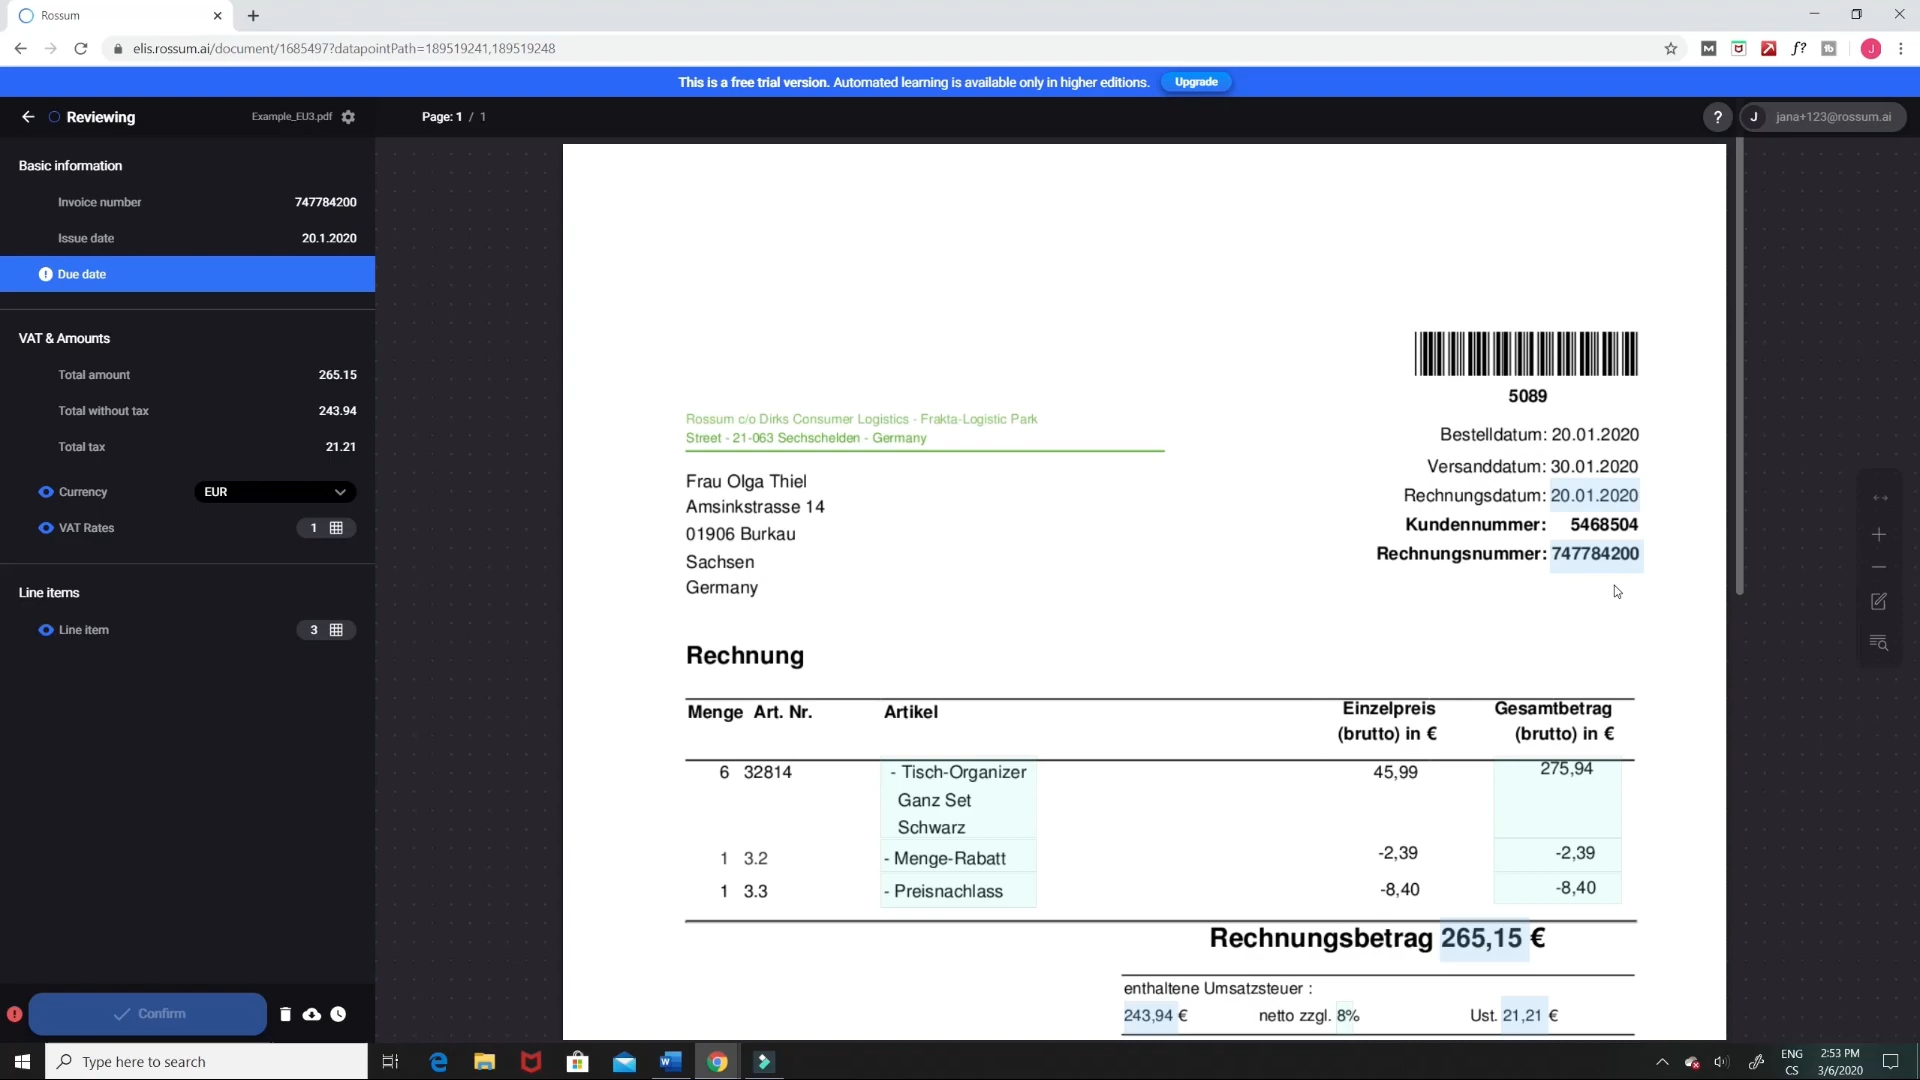 Rossum
elis.rossum.ai/document/1685497?datapointPath=189519241,189519248
This is a free trial version. Automated learning is available only in higher editions. Upgrade
Reviewing Example_EU3.pdf Page: 1 / 1 ? J jana+123@rossum.ai
Basic information
Invoice number 747784200
Issue date 20.1.2020
Due date
VAT & Amounts
Total amount 265.15
Total without tax 243.94
Total tax 21.21
Currency EUR
VAT Rates 1
Line items
Line item 3
Confirm
5089
Rossum c/o Dirks Consumer Logistics - Frakta-Logistic Park
Street - 21-063 Sechschelden - Germany
Bestelldatum: 20.01.2020
Versanddatum: 30.01.2020
Rechnungsdatum: 20.01.2020
Kundennummer: 5468504
Rechnungsnummer: 747784200
Frau Olga Thiel
Amsinkstrasse 14
01906 Burkau
Sachsen
Germany
Rechnung
Menge Art. Nr. Artikel Einzelpreis (brutto) in € Gesamtbetrag (brutto) in €
6 32814 - Tisch-Organizer 45,99 275,94
Ganz Set
Schwarz
1 3.2 - Menge-Rabatt -2,39 -2,39
1 3.3 - Preisnachlass -8,40 -8,40
Rechnungsbetrag 265,15 €
enthaltene Umsatzsteuer :
243,94 € netto zzgl. 8% Ust. 21,21 €
Type here to search
ENG 2:53 PM
CS 3/6/2020